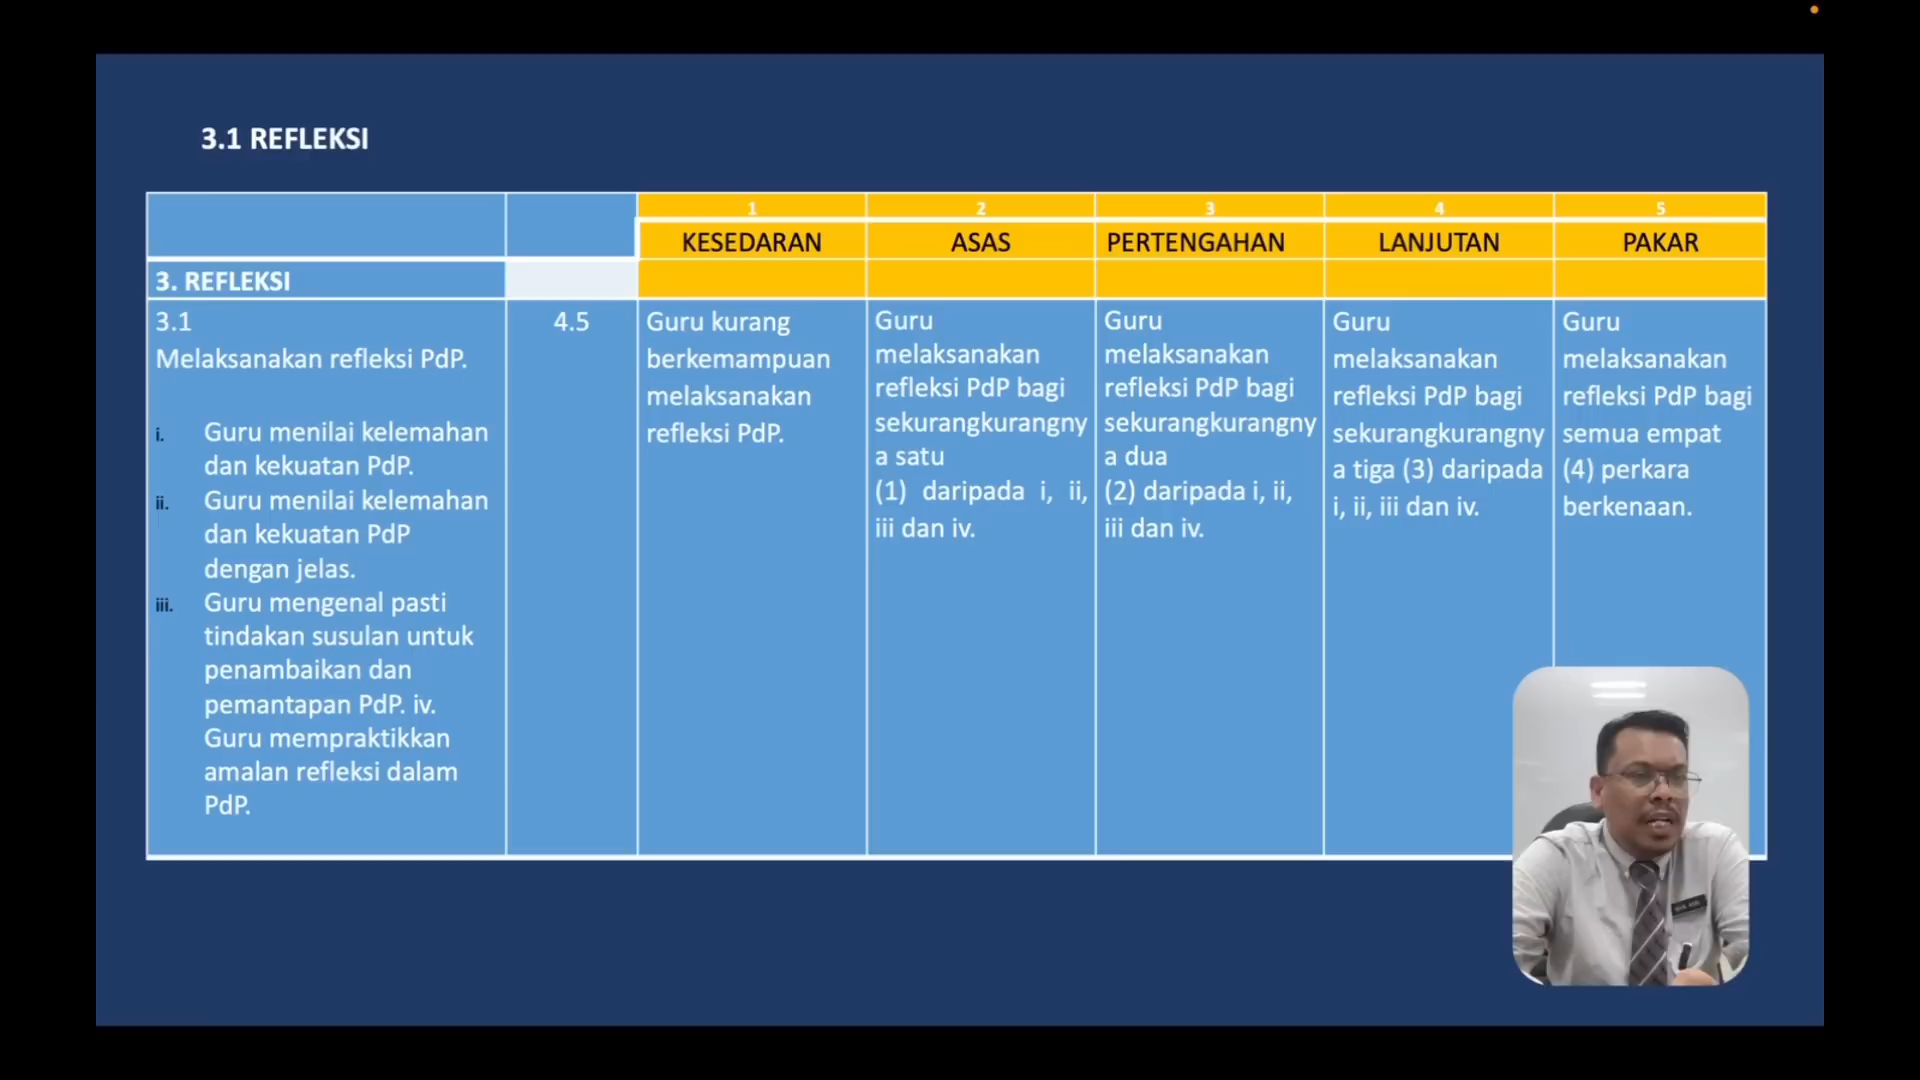 3.1 REFLEKSI
1
2
3
4
5
KESEDARAN
ASAS
PERTENGAHAN
LANJUTAN
PAKAR
3. REFLEKSI
3.1
Melaksanakan refleksi PdP.
i. Guru menilai kelemahan
dan kekuatan PdP.
ii. Guru menilai kelemahan
dan kekuatan PdP
dengan jelas.
iii. Guru mengenal pasti
tindakan susulan untuk
penambaikan dan
pemantapan PdP. iv.
Guru mempraktikkan
amalan refleksi dalam
PdP.
4.5
Guru kurang
berkemampuan
melaksanakan
refleksi PdP.
Guru
melaksanakan
refleksi PdP bagi
sekurangkurangny
a satu
(1) daripada i, ii,
iii dan iv.
Guru
melaksanakan
refleksi PdP bagi
sekurangkurangny
a dua
(2) daripada i, ii,
iii dan iv.
Guru
melaksanakan
refleksi PdP bagi
sekurangkurangny
a tiga (3) daripada
i, ii, iii dan iv.
Guru
melaksanakan
refleksi PdP bagi
semua empat
(4) perkara
berkenaan.